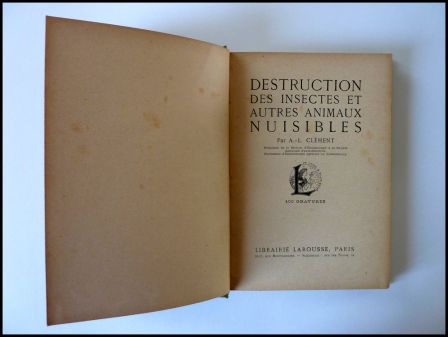 DESTRUCTION
DES INSECTES ET
AUTRES ANIMAUX
NUISIBLES
Par A.-L. CLÉMENT
L
400 GRAVURES
LIBRAIRIE LAROUSSE, PARIS